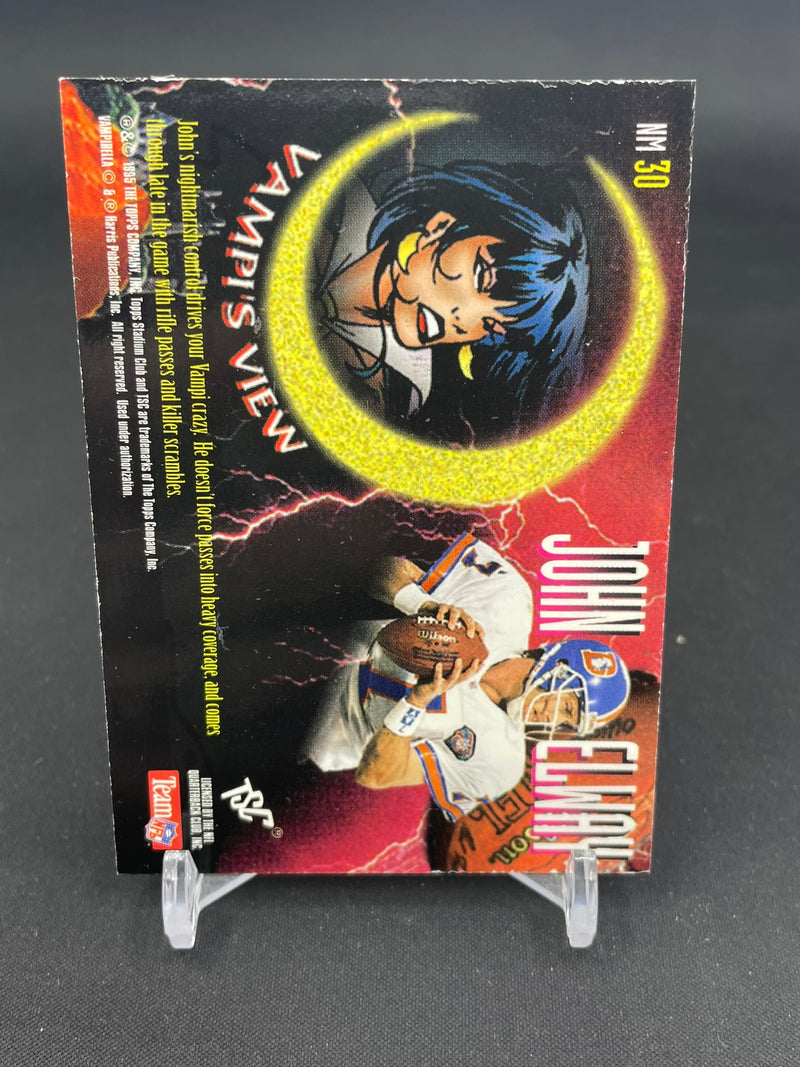 NM 30
JOHN ELWAY
VAMPI'S VIEW
John's nightmarish control drives your Vampi crazy. He doesn't force passes into heavy coverage, and comes
through late in the game with rifle passes and killer scrambles.
®&© 1995 THE TOPPS COMPANY, INC. Topps Stadium Club and TSC are trademarks of The Topps Company, Inc.
VAMPIRELLA © & ® Harris Publications, Inc. All right reserved. Used under authorization.
TSC®
LICENSED BY THE NFL
QUARTERBACK CLUB, INC.
Team NFL